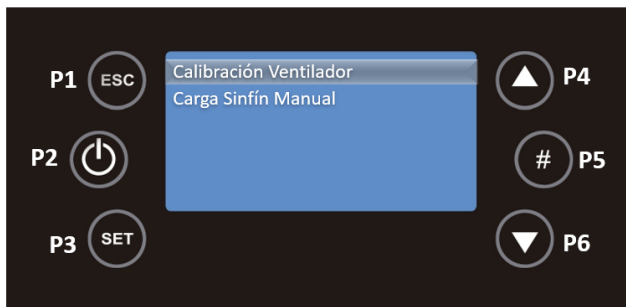 P1 ESC
Calibración Ventilador
Carga Sinfín Manual
P4
P2
# P5
P3 SET
P6